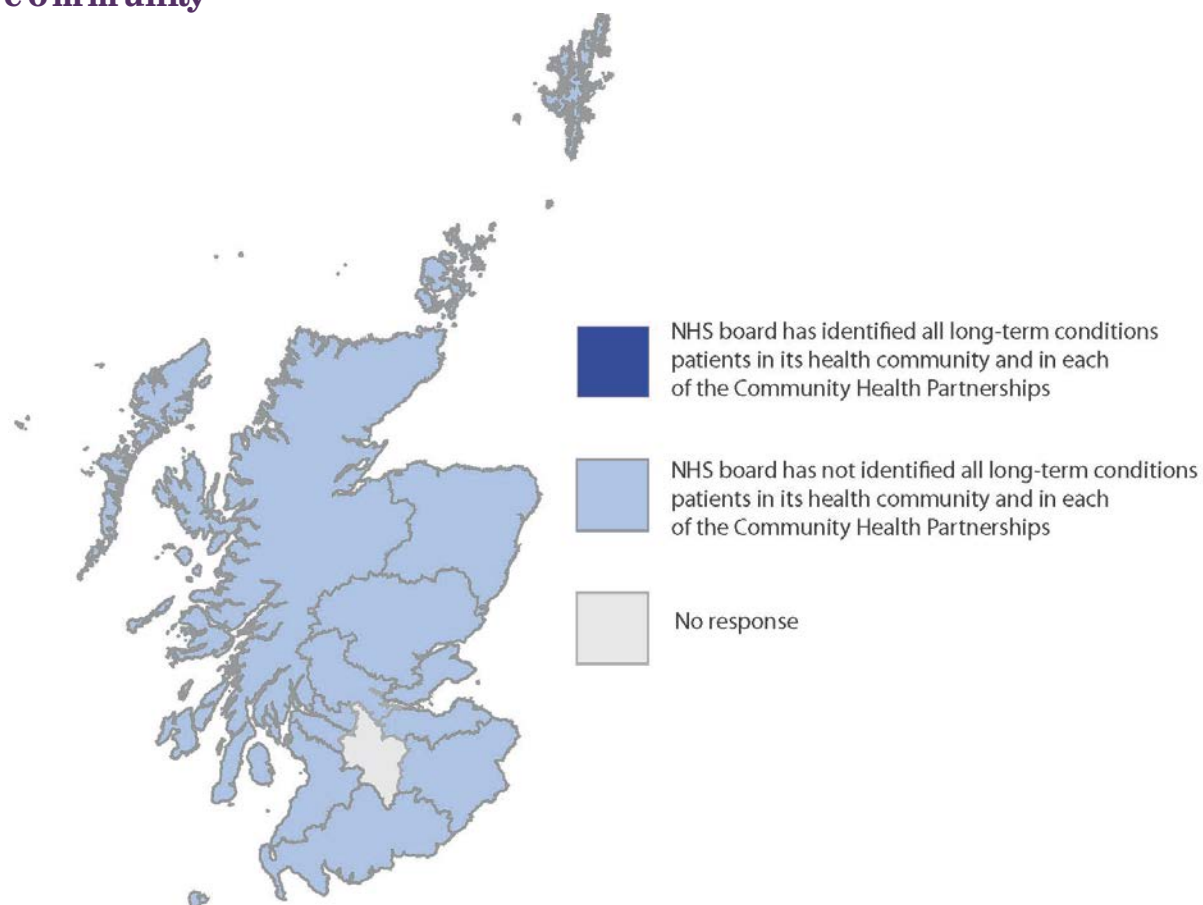 community
NHS board has identified all long-term conditions
patients in its health community and in each
of the Community Health Partnerships
NHS board has not identified all long-term conditions
patients in its health community and in each
of the Community Health Partnerships
No response